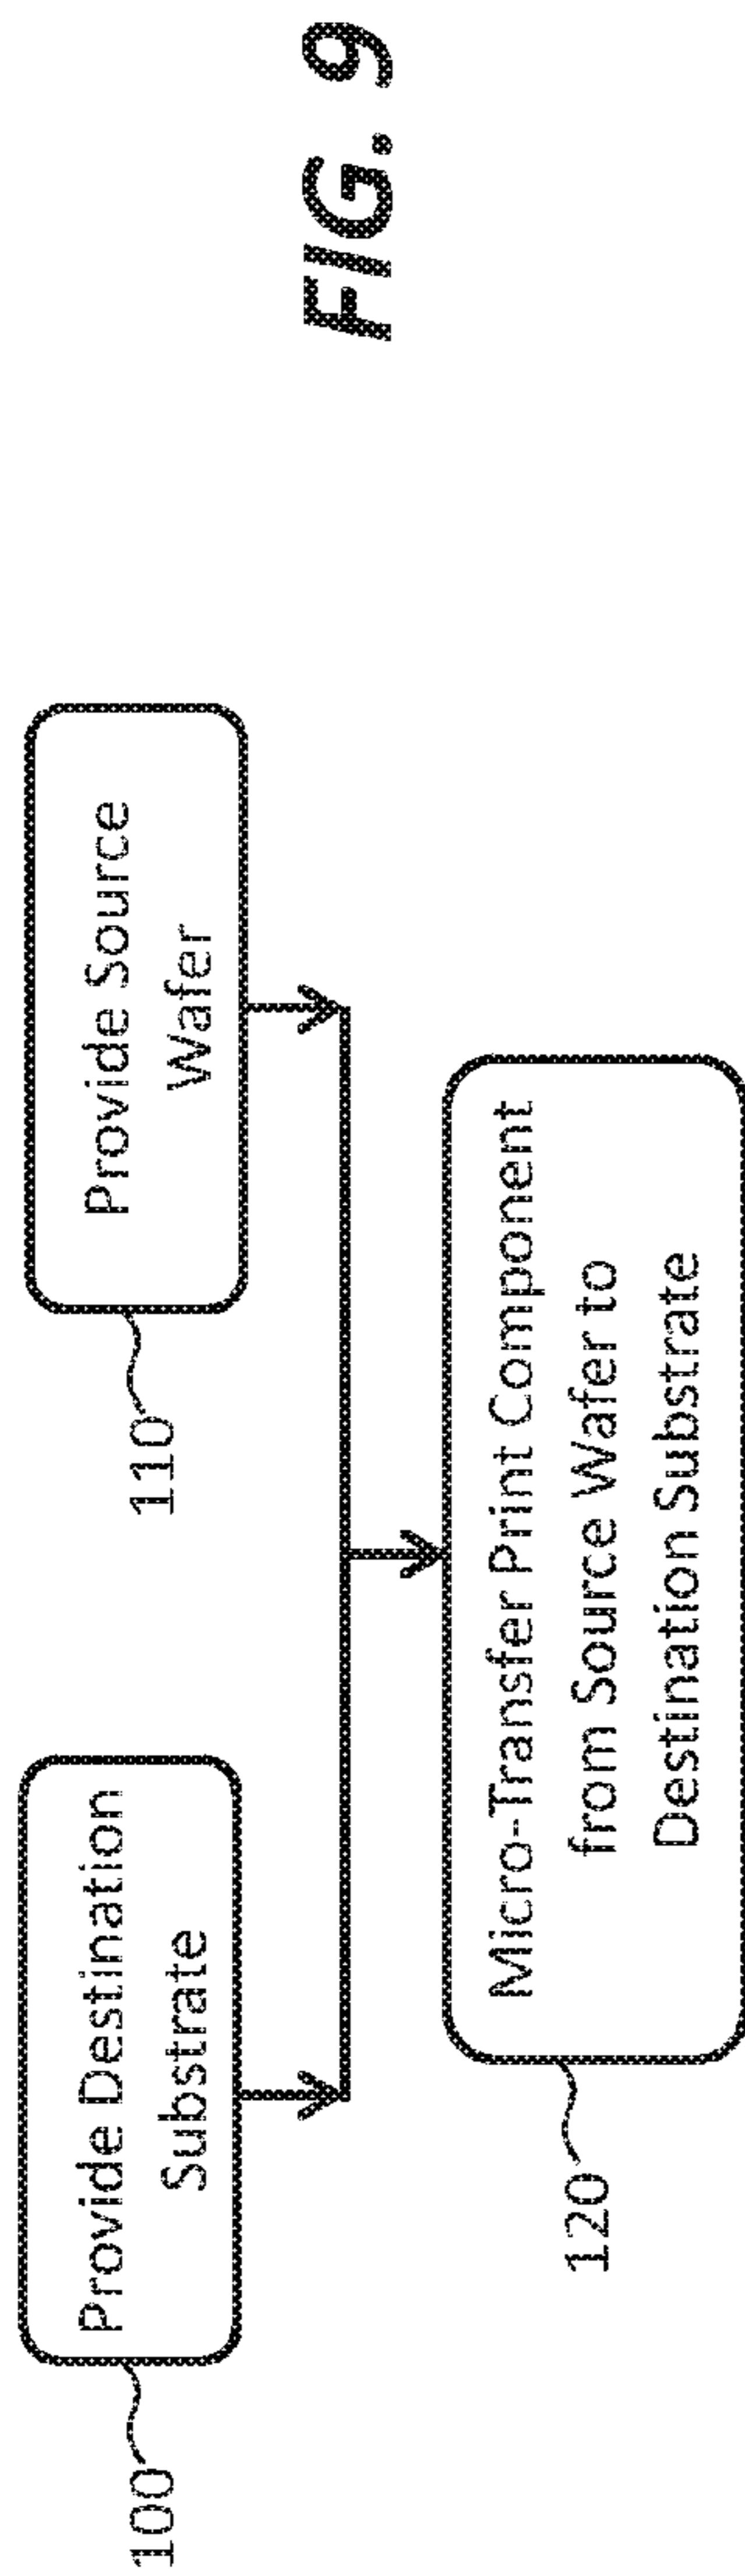 100
Provide Destination
Substrate
110
Provide Source
Wafer
120
Micro-Transfer Print Component
from Source Wafer to
Destination Substrate
FIG. 9